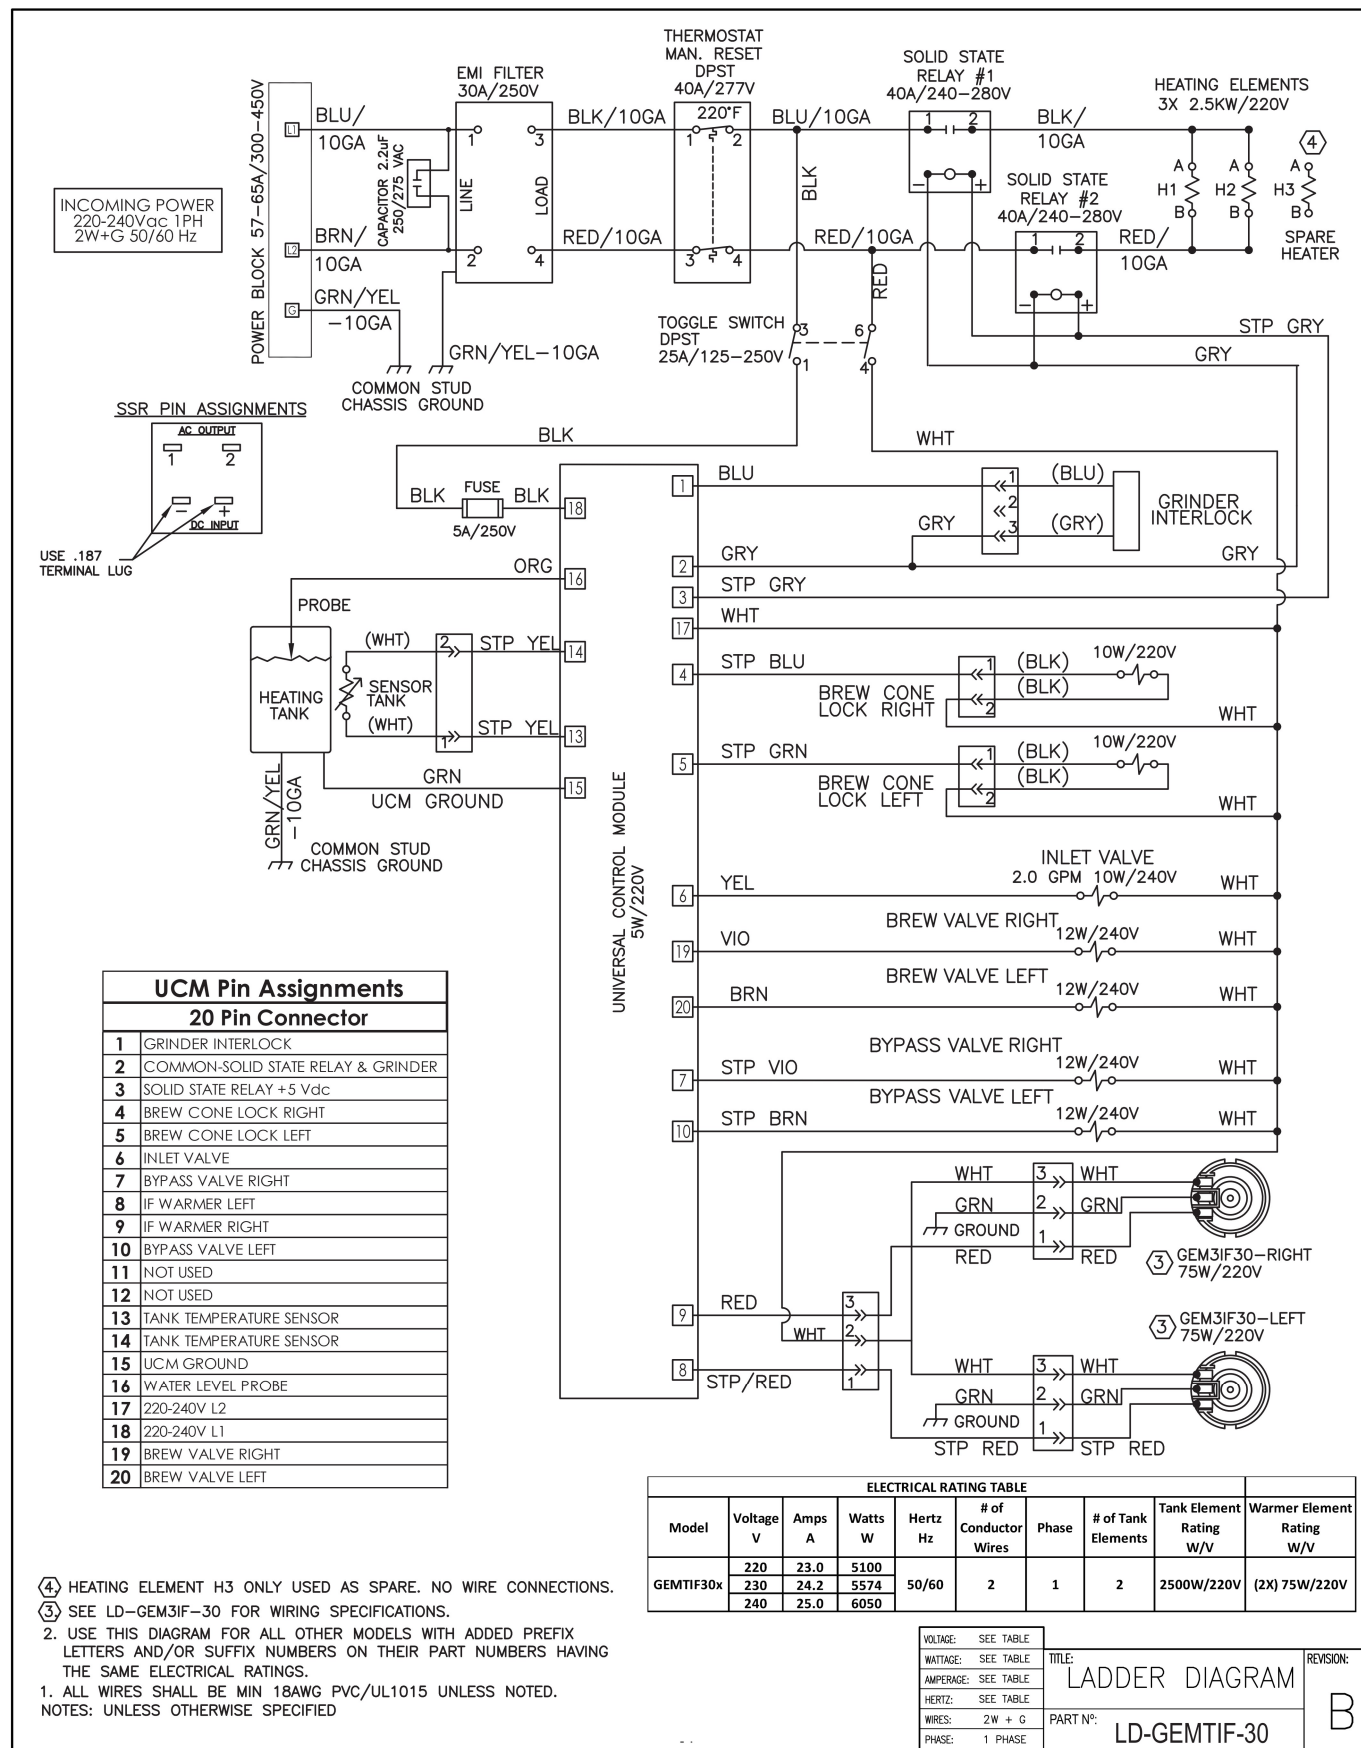 THERMOSTAT
MAN. RESET
DPST
40A/277V
220°F
1
2
3
4
EMI FILTER
30A/250V
1
3
2
4
LINE
LOAD
SOLID STATE
RELAY #1
40A/240-280V
1 2
- +
SOLID STATE
RELAY #2
40A/240-280V
1 2
- +
HEATING ELEMENTS
3X 2.5KW/220V
4
A
H1
B
A
H2
B
A
H3
B
SPARE
HEATER
POWER BLOCK 57-65A/300-450V
L1
L2
G
BLU/
10GA
BRN/
10GA
GRN/YEL
-10GA
CAPACITOR 2.2uF
250/275 VAC
BLK/10GA
RED/10GA
BLU/10GA
RED/10GA
BLK/
10GA
RED/
10GA
BLK
RED
INCOMING POWER
220-240Vac 1PH
2W+G 50/60 Hz
GRN/YEL-10GA
COMMON STUD
CHASSIS GROUND
TOGGLE SWITCH
DPST
25A/125-250V
3
1
6
4
STP GRY
GRY
SSR PIN ASSIGNMENTS
AC OUTPUT
1 2
- +
DC INPUT
USE .187
TERMINAL LUG
BLK
WHT
BLK
FUSE
BLK
5A/250V
18
ORG
16
PROBE
HEATING
TANK
(WHT)
SENSOR
TANK
(WHT)
2
1
STP YEL
14
STP YEL
13
GRN
UCM GROUND
15
GRN/YEL
-10GA
COMMON STUD
CHASSIS GROUND
UNIVERSAL CONTROL MODULE
5W/220V
1
BLU
1
2
3
(BLU)
GRY
(GRY)
GRINDER
INTERLOCK
2
GRY
GRY
3
STP GRY
17
WHT
4
STP BLU
BREW CONE
LOCK RIGHT
1
2
(BLK)
(BLK)
10W/220V
WHT
5
STP GRN
BREW CONE
LOCK LEFT
1
2
(BLK)
(BLK)
10W/220V
WHT
6
YEL
INLET VALVE
2.0 GPM 10W/240V
WHT
19
VIO
BREW VALVE RIGHT
12W/240V
WHT
20
BRN
BREW VALVE LEFT
12W/240V
WHT
7
STP VIO
BYPASS VALVE RIGHT
12W/240V
WHT
10
STP BRN
BYPASS VALVE LEFT
12W/240V
WHT
9
RED
WHT
8
STP/RED
3
2
1
WHT
3
WHT
GRN
2
GRN
GROUND
1
RED
RED
3 GEM3IF30-RIGHT
75W/220V
3 GEM3IF30-LEFT
75W/220V
WHT
3
WHT
GRN
2
GRN
GROUND
1
STP RED
STP RED
UCM Pin Assignments
20 Pin Connector
1 GRINDER INTERLOCK
2 COMMON-SOLID STATE RELAY & GRINDER
3 SOLID STATE RELAY +5 Vdc
4 BREW CONE LOCK RIGHT
5 BREW CONE LOCK LEFT
6 INLET VALVE
7 BYPASS VALVE RIGHT
8 IF WARMER LEFT
9 IF WARMER RIGHT
10 BYPASS VALVE LEFT
11 NOT USED
12 NOT USED
13 TANK TEMPERATURE SENSOR
14 TANK TEMPERATURE SENSOR
15 UCM GROUND
16 WATER LEVEL PROBE
17 220-240V L2
18 220-240V L1
19 BREW VALVE RIGHT
20 BREW VALVE LEFT
ELECTRICAL RATING TABLE
Model Voltage V Amps A Watts W Hertz Hz # of Conductor Wires Phase # of Tank Elements Tank Element Rating W/V Warmer Element Rating W/V
220 23.0 5100
GEMTIF30x 230 24.2 5574 50/60 2 1 2 2500W/220V (2X) 75W/220V
240 25.0 6050
4. HEATING ELEMENT H3 ONLY USED AS SPARE. NO WIRE CONNECTIONS.
3. SEE LD-GEM3IF-30 FOR WIRING SPECIFICATIONS.
2. USE THIS DIAGRAM FOR ALL OTHER MODELS WITH ADDED PREFIX
LETTERS AND/OR SUFFIX NUMBERS ON THEIR PART NUMBERS HAVING
THE SAME ELECTRICAL RATINGS.
1. ALL WIRES SHALL BE MIN 18AWG PVC/UL1015 UNLESS NOTED.
NOTES: UNLESS OTHERWISE SPECIFIED
VOLTAGE: SEE TABLE
WATTAGE: SEE TABLE
AMPERAGE: SEE TABLE
HERTZ: SEE TABLE
WIRES: 2W + G
PHASE: 1 PHASE
TITLE:
LADDER DIAGRAM
PART Nº:
LD-GEMTIF-30
REVISION:
B